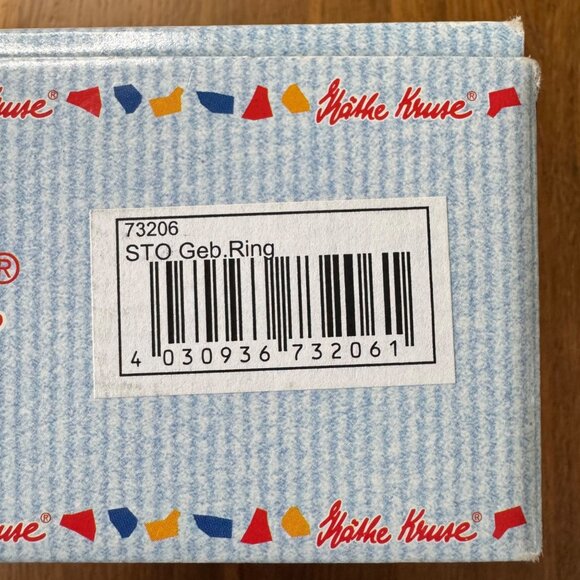 Käthe Kruse®
73206
STO Geb.Ring
4 030936 732061
Käthe Kruse®